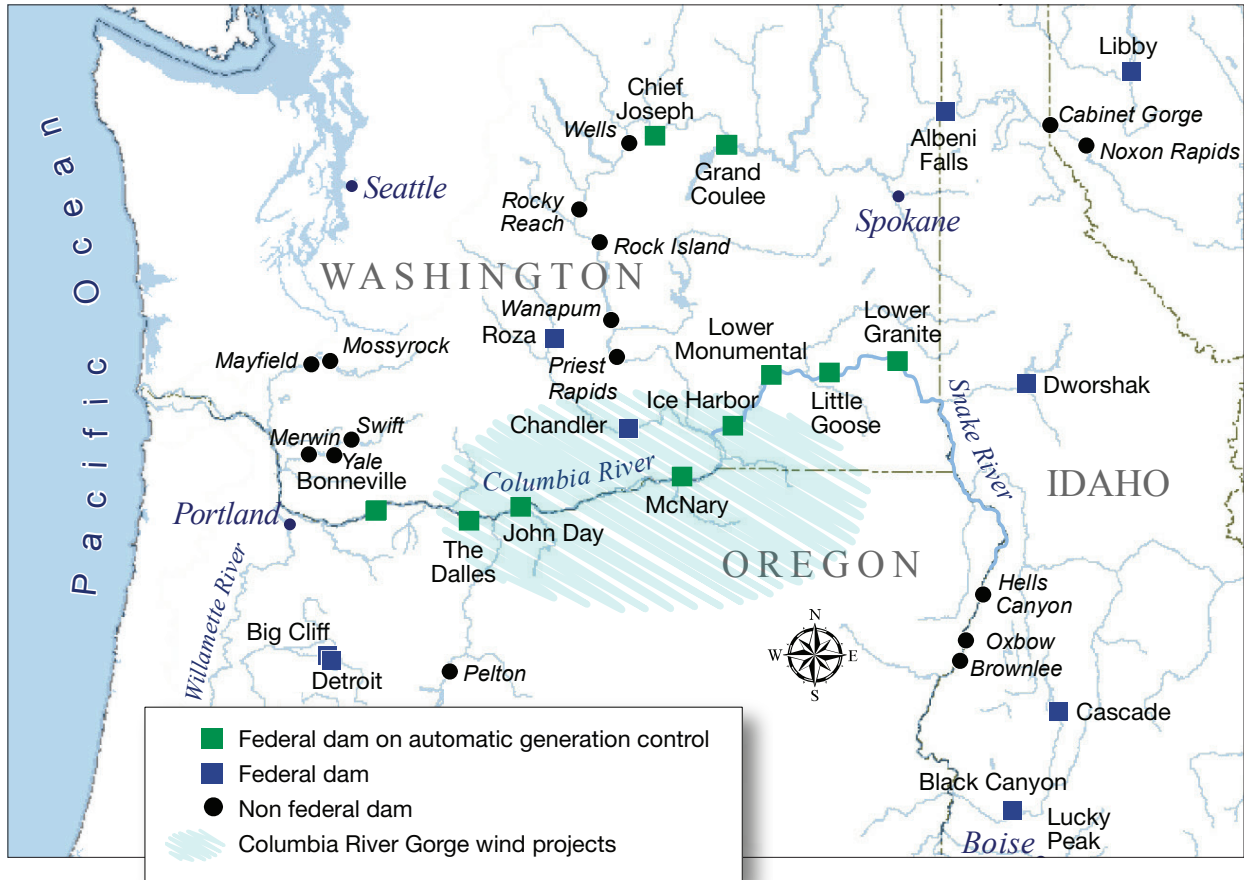 Libby
Chief
Joseph
Cabinet Gorge
Wells
Albeni
Falls
Noxon Rapids
Grand
Coulee
Pacific Ocean
Seattle
Rocky
Reach
Spokane
Rock Island
WASHINGTON
Wanapum
Lower
Granite
Roza
Lower
Monumental
Mossyrock
Mayfield
Priest
Rapids
Dworshak
Ice Harbor
Little
Goose
Snake River
Chandler
Swift
Merwin
Yale
Columbia River
Bonneville
IDAHO
McNary
Portland
John Day
The
Dalles
OREGON
Willamette River
Hells
Canyon
N
W
E
S
Big Cliff
Oxbow
Detroit
Pelton
Brownlee
Cascade
Federal dam on automatic generation control
Federal dam
Non federal dam
Columbia River Gorge wind projects
Black Canyon
Lucky
Peak
Boise